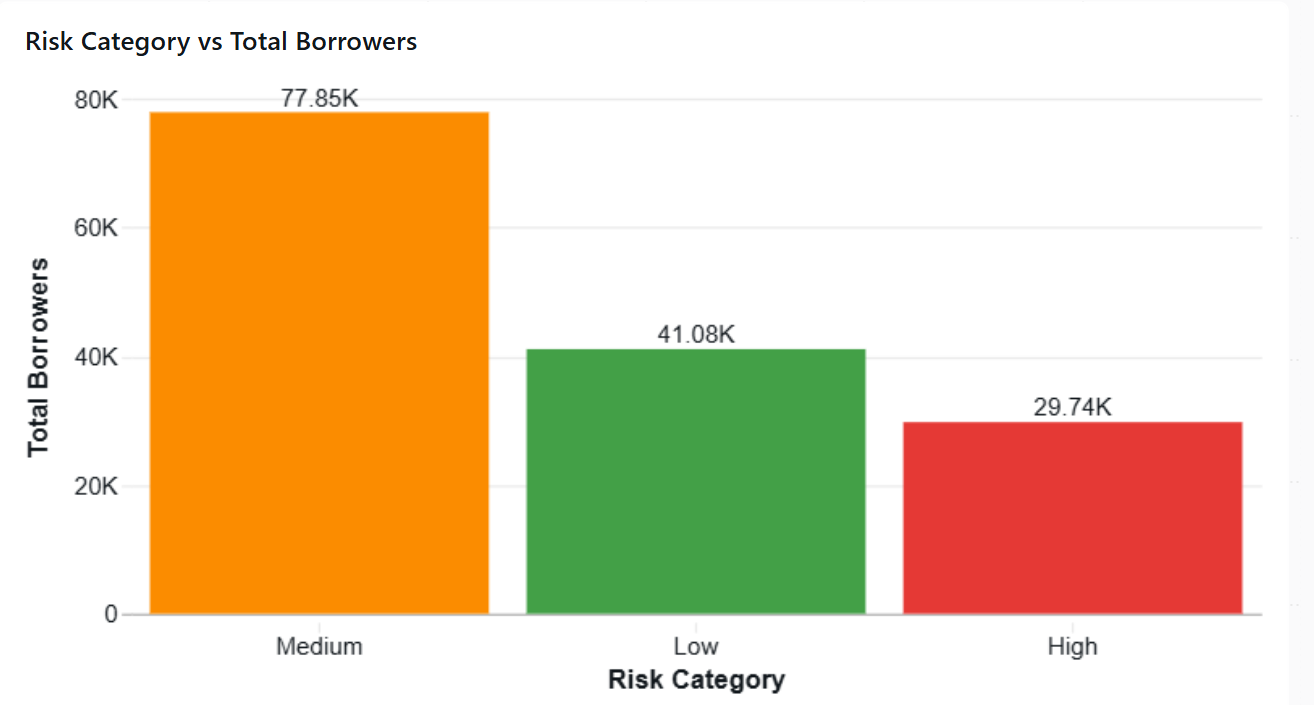 Risk Category vs Total Borrowers
80K
77.85K
60K
41.08K
40K
29.74K
20K
0
Total Borrowers
Medium
Low
High
Risk Category